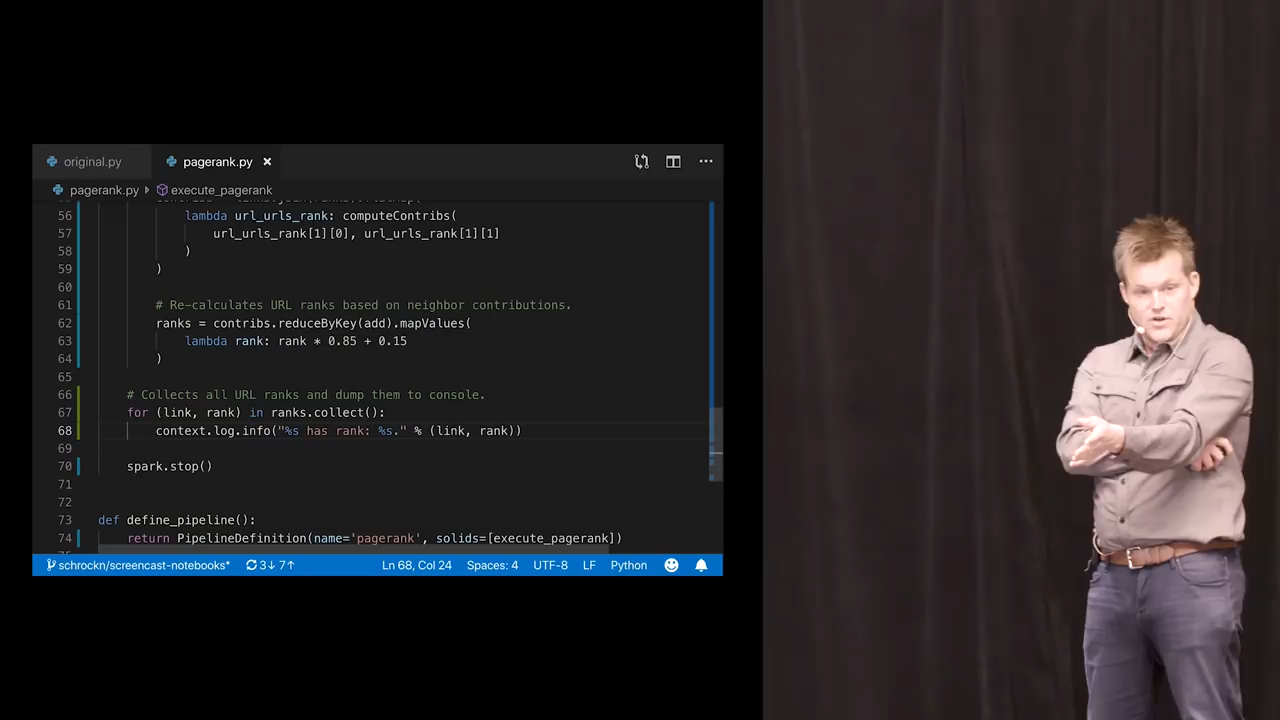 original.py
pagerank.py ×
pagerank.py execute_pagerank
56 lambda url_urls_rank: computeContribs(
57 url_urls_rank[1][0], url_urls_rank[1][1]
58 )
59 )
60
61 # Re-calculates URL ranks based on neighbor contributions.
62 ranks = contribs.reduceByKey(add).mapValues(
63 lambda rank: rank * 0.85 + 0.15
64 )
65
66 # Collects all URL ranks and dump them to console.
67 for (link, rank) in ranks.collect():
68 context.log.info("%s has rank: %s." % (link, rank))
69
70 spark.stop()
71
72
73 def define_pipeline():
74 return PipelineDefinition(name='pagerank', solids=[execute_pagerank])
schrockn/screencast-notebooks* 3↓ 7↑ Ln 68, Col 24 Spaces: 4 UTF-8 LF Python